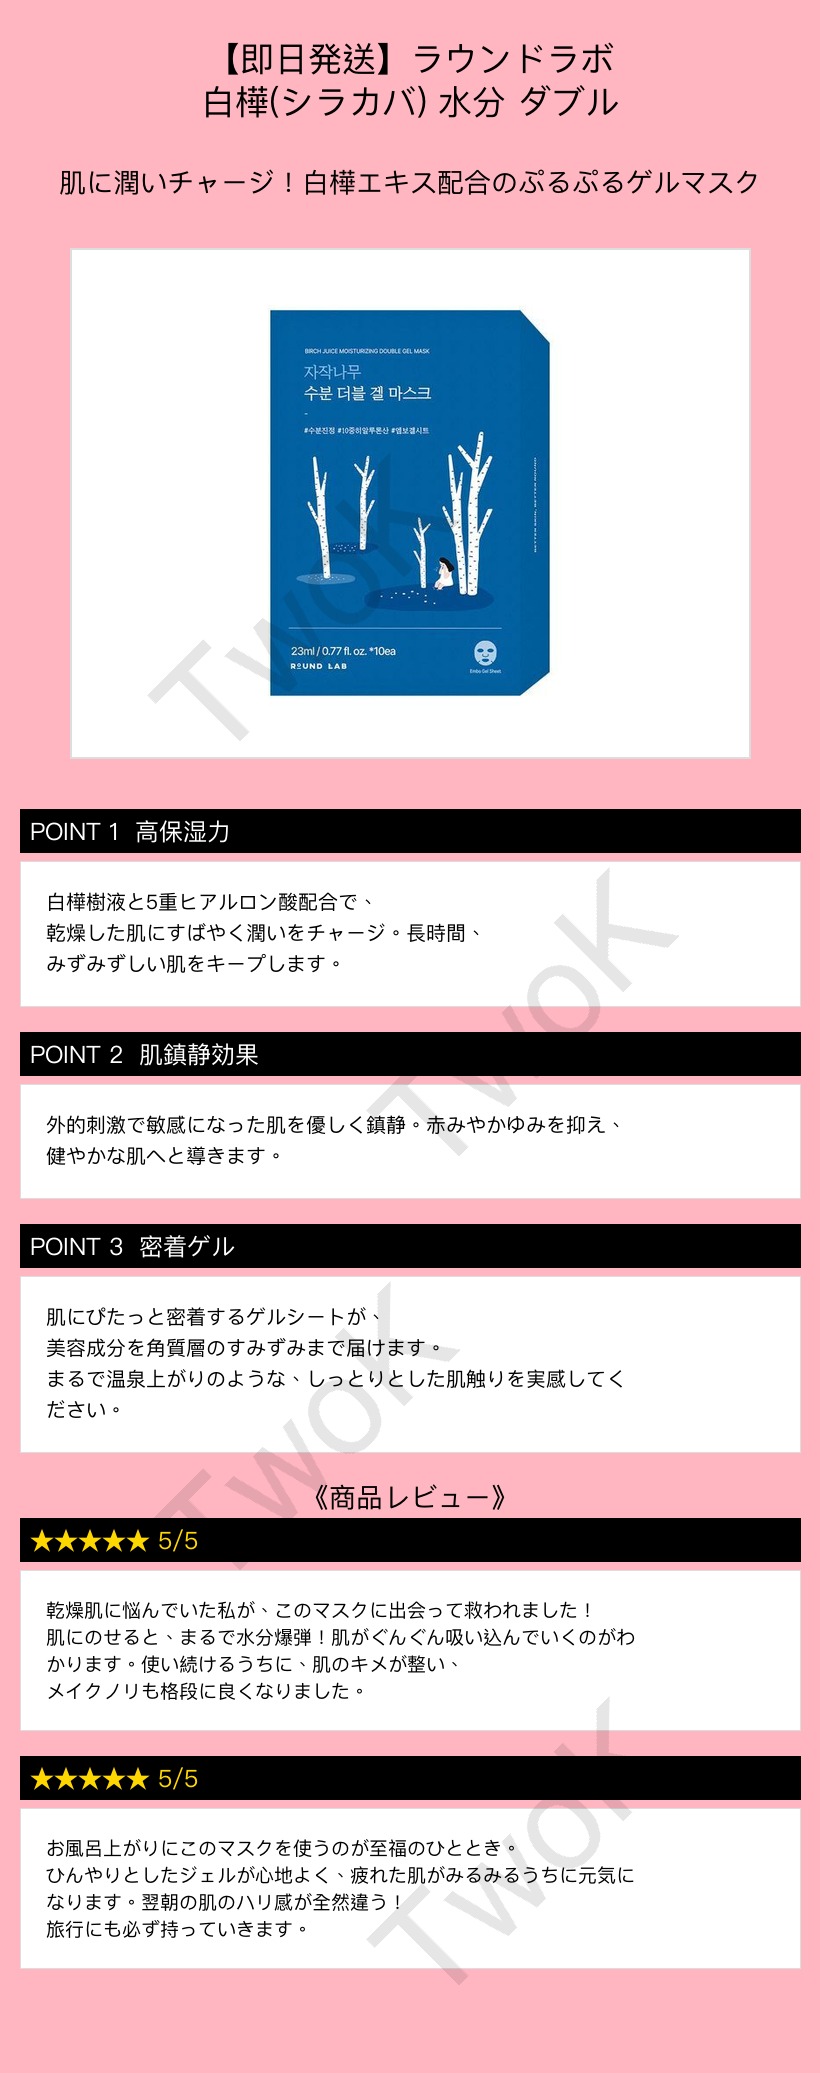 【即日発送】ラウンドラボ
白樺(シラカバ) 水分 ダブル
肌に潤いチャージ！白樺エキス配合のぷるぷるゲルマスク
BIRCH JUICE MOISTURIZING DOUBLE GEL MASK
자작나무
수분 더블 겔 마스크
-
#수분진정 #10중히알루론산 #엠보겔시트
BETTER SKIN, BETTER ROUND
23ml / 0.77 fl. oz. *10ea
ROUND LAB
Embo Gel Sheet
TwoK
POINT 1 高保湿力
白樺樹液と5重ヒアルロン酸配合で、
乾燥した肌にすばやく潤いをチャージ。長時間、
みずみずしい肌をキープします。
TwoK
POINT 2 肌鎮静効果
外的刺激で敏感になった肌を優しく鎮静。赤みやかゆみを抑え、
健やかな肌へと導きます。
POINT 3 密着ゲル
肌にぴたっと密着するゲルシートが、
美容成分を角質層のすみずみまで届けます。
まるで温泉上がりのような、しっとりとした肌触りを実感してく
ださい。
TwoK
《商品レビュー》
★★★★★ 5/5
乾燥肌に悩んでいた私が、このマスクに出会って救われました！
肌にのせると、まるで水分爆弾！肌がぐんぐん吸い込んでいくのがわ
かります。使い続けるうちに、肌のキメが整い、
メイクノリも格段に良くなりました。
★★★★★ 5/5
お風呂上がりにこのマスクを使うのが至福のひととき。
ひんやりとしたジェルが心地よく、疲れた肌がみるみるうちに元気に
なります。翌朝の肌のハリ感が全然違う！
旅行にも必ず持っていきます。
TwoK